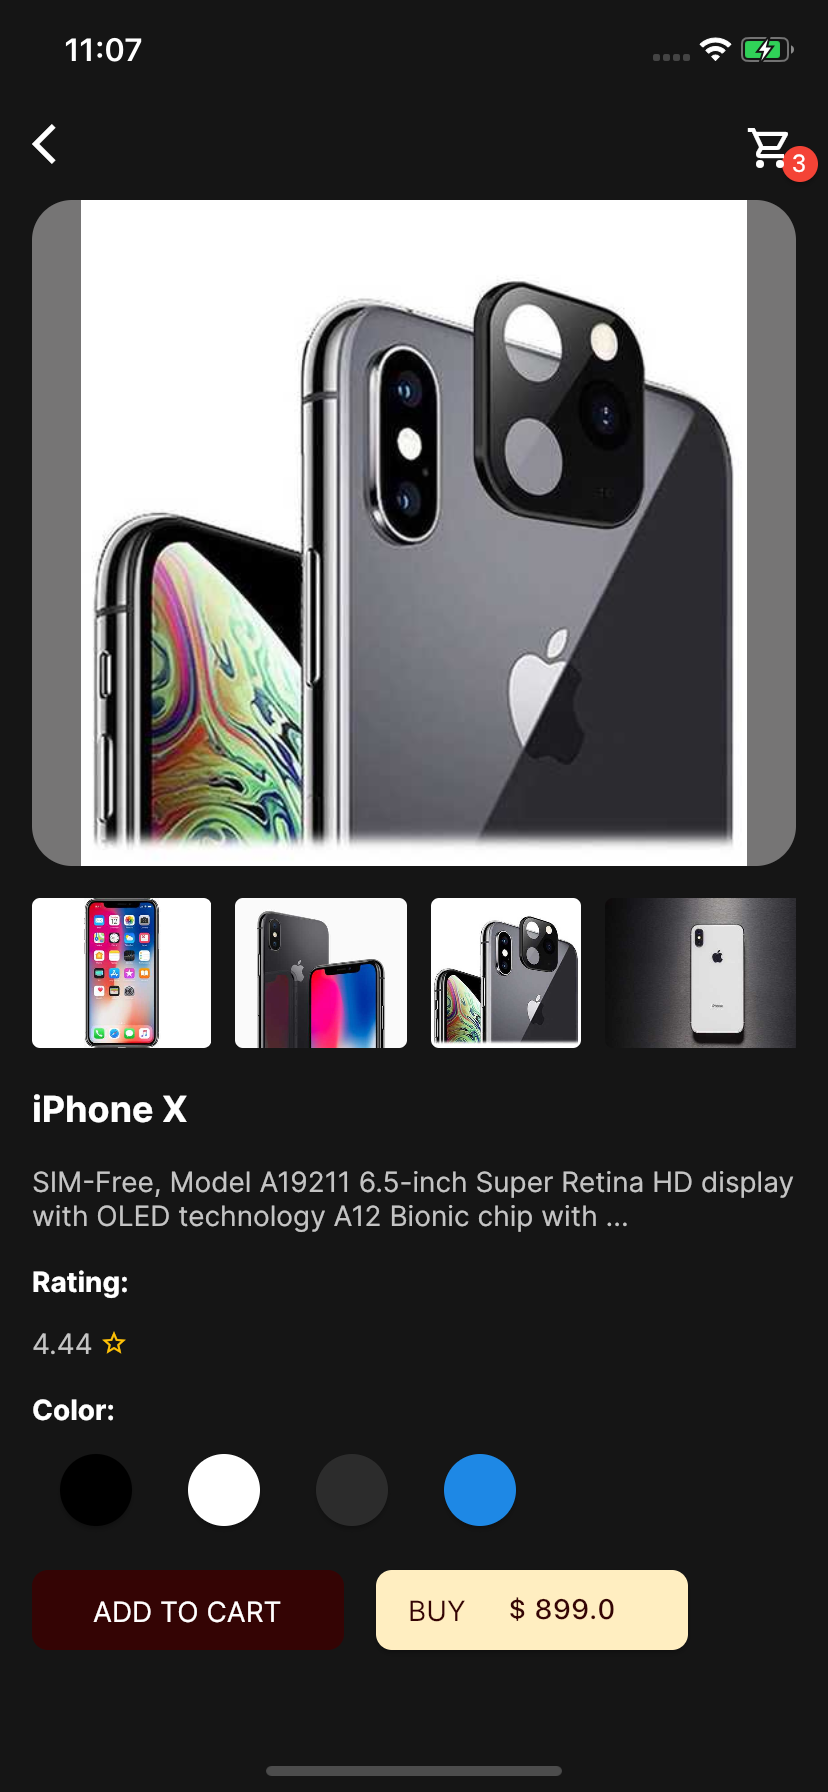 11:07
3
iPhone X
SIM-Free, Model A19211 6.5-inch Super Retina HD display
with OLED technology A12 Bionic chip with ...
Rating:
4.44
Color:
ADD TO CART
BUY $ 899.0